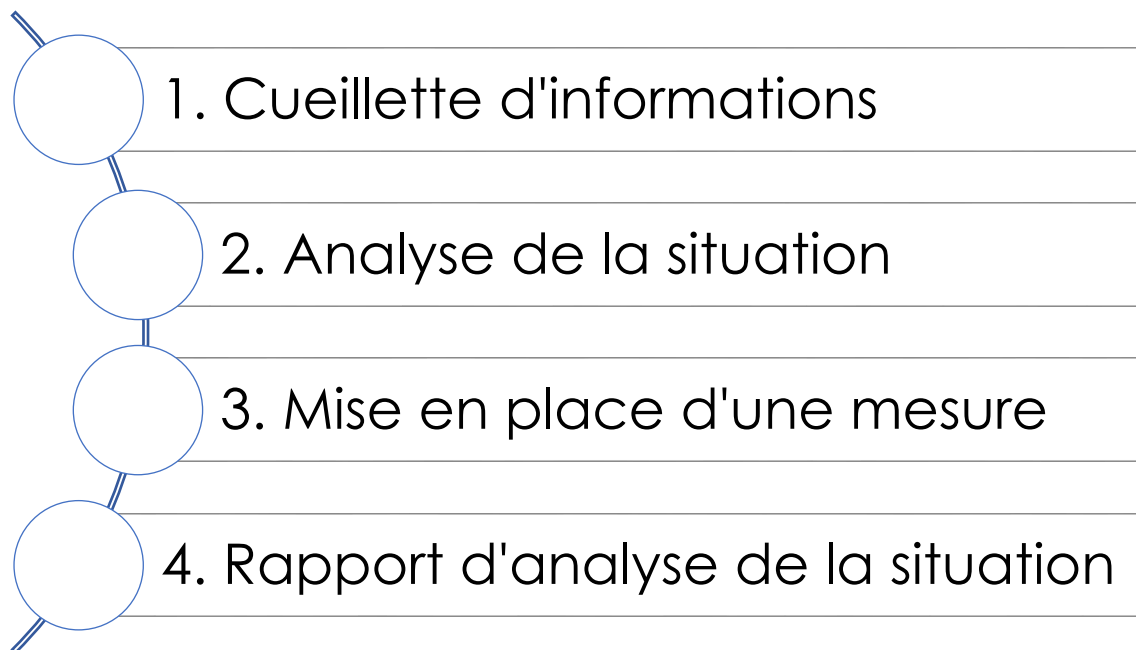 1. Cueillette d'informations
2. Analyse de la situation
3. Mise en place d'une mesure
4. Rapport d'analyse de la situation